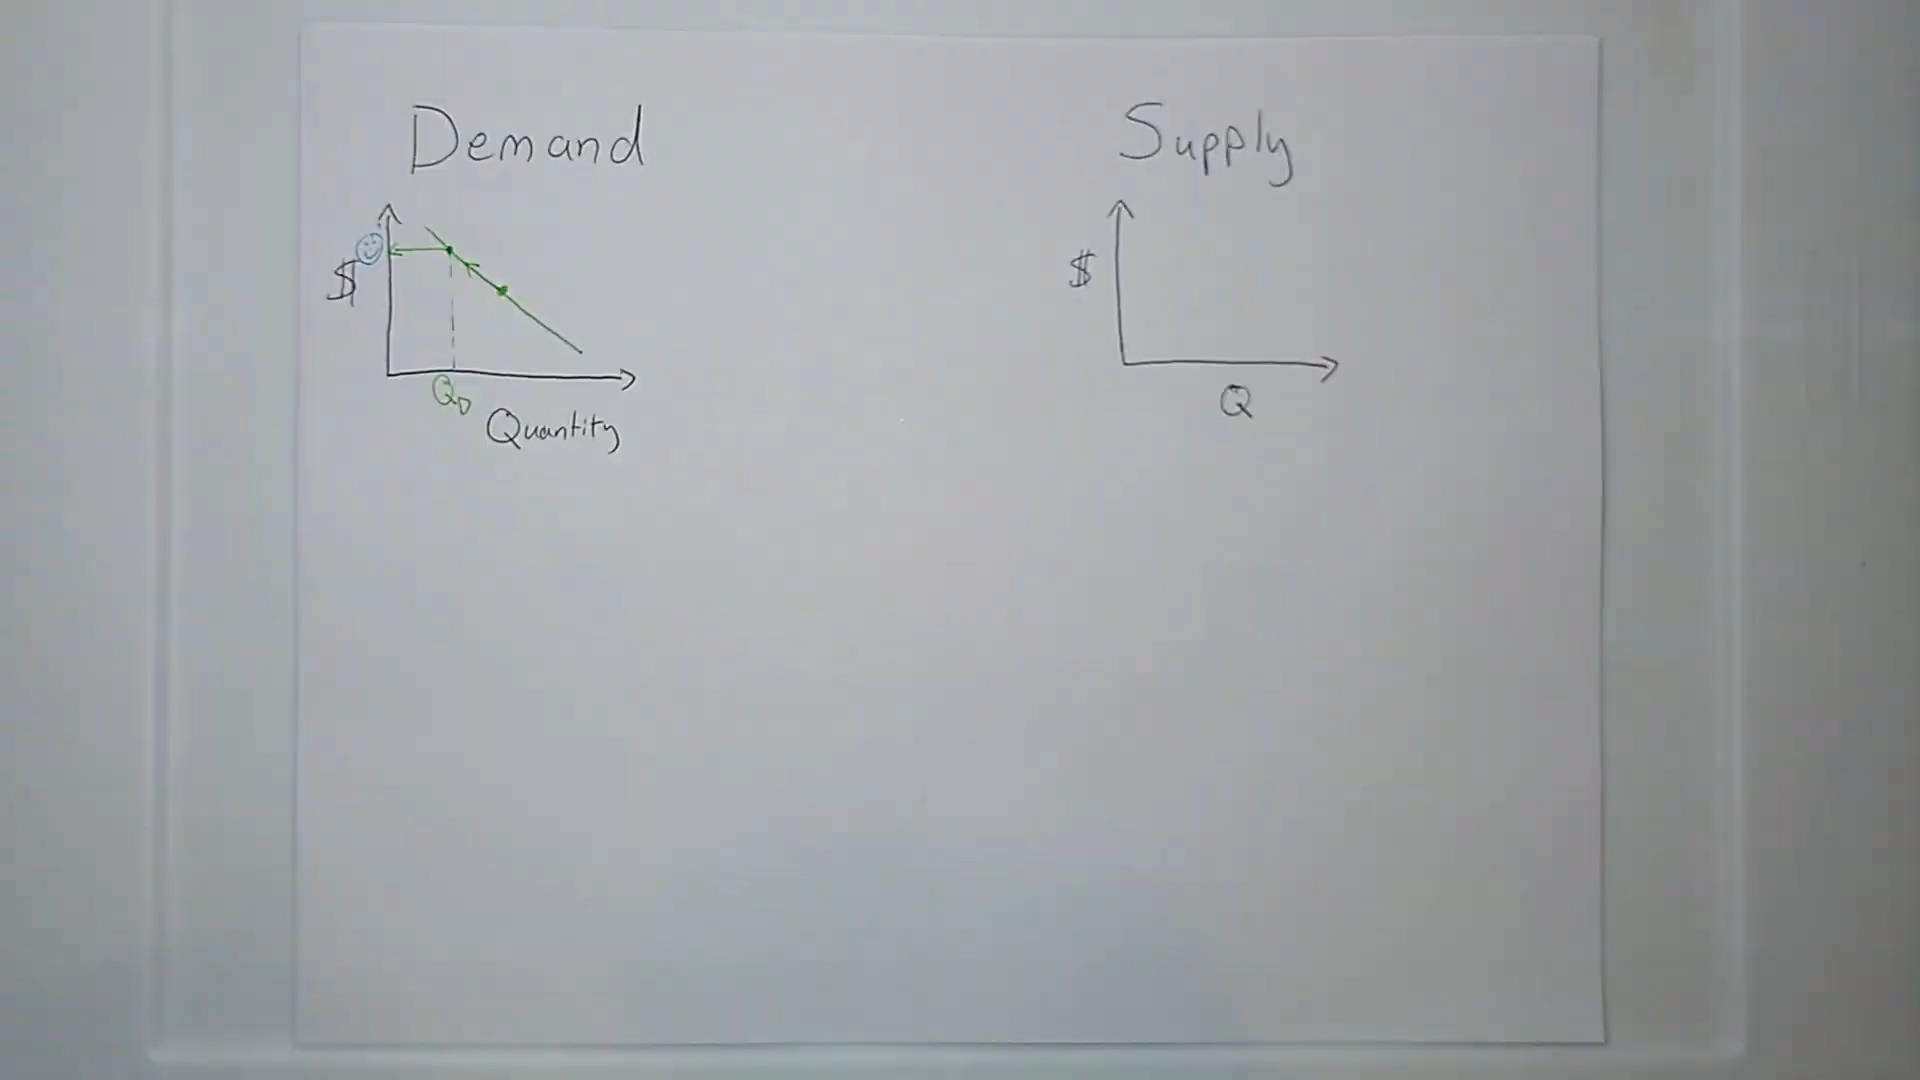 Demand
$
Q_D
Quantity
Supply
$
Q